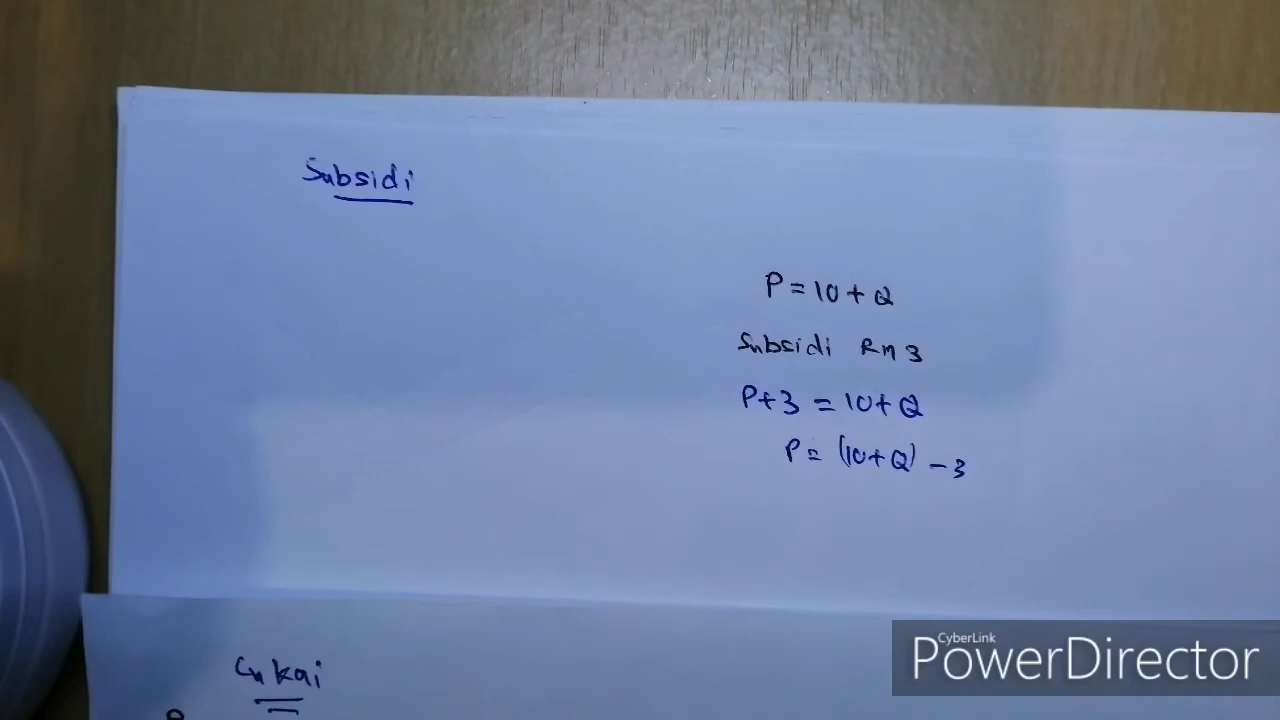 Subsidi
P = 10 + Q
Subsidi RM 3
P+3 = 10 + Q
P = (10 + Q) - 3
Cukai
P
CyberLink
PowerDirector